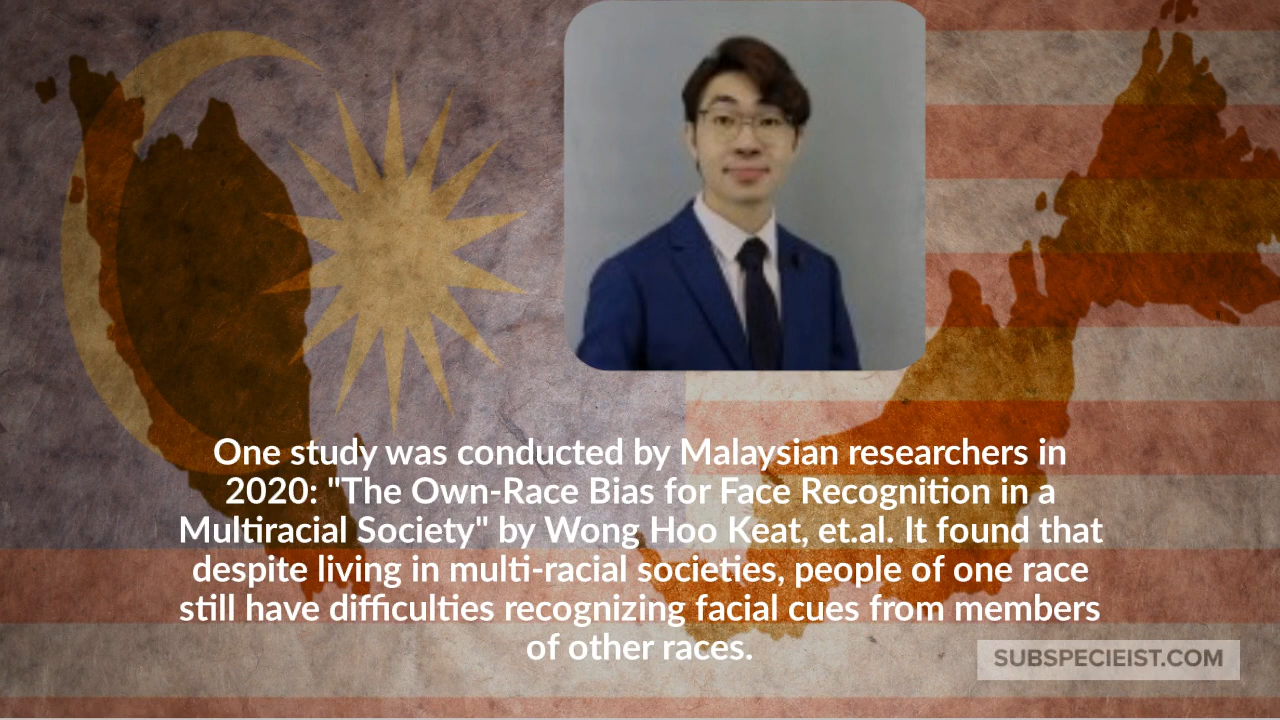 One study was conducted by Malaysian researchers in
2020: "The Own-Race Bias for Face Recognition in a
Multiracial Society" by Wong Hoo Keat, et.al. It found that
despite living in multi-racial societies, people of one race
still have difficulties recognizing facial cues from members
of other races.
SUBSPECIEIST.COM